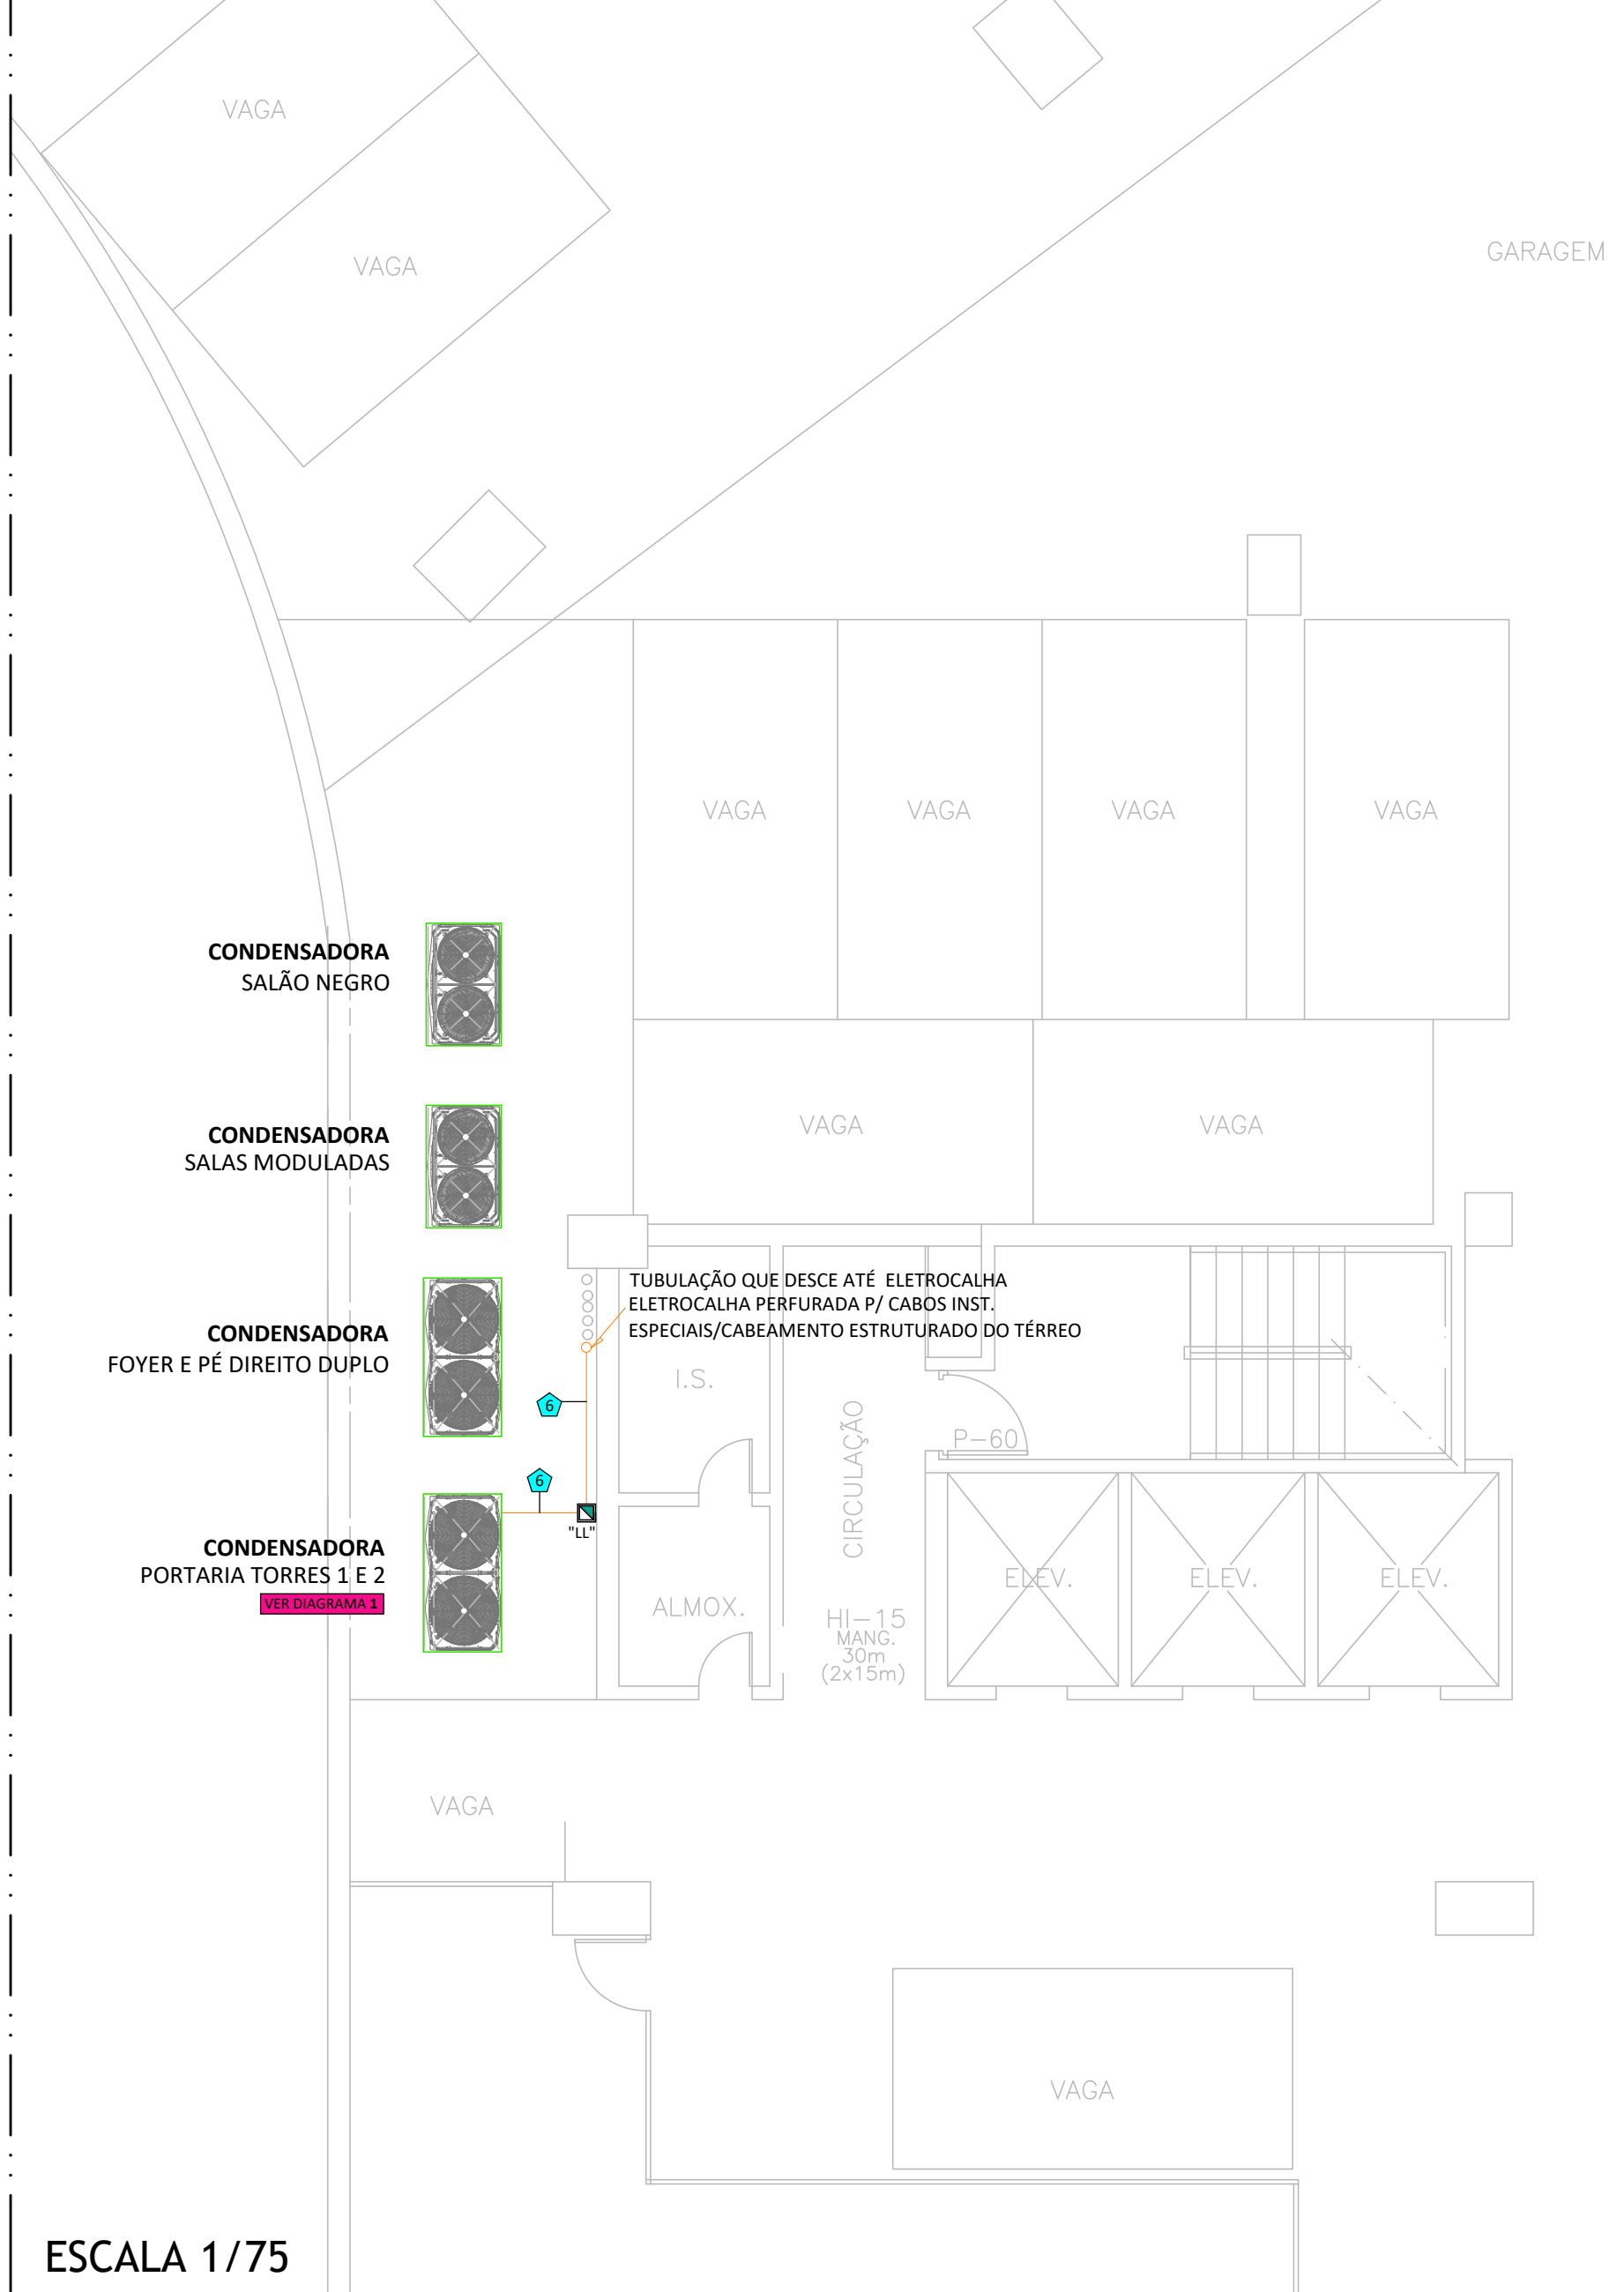 VAGA
VAGA
GARAGEM
VAGA
VAGA
VAGA
VAGA
CONDENSADORA
SALÃO NEGRO
CONDENSADORA
SALAS MODULADAS
VAGA
VAGA
TUBULAÇÃO QUE DESCE ATÉ ELETROCALHA
ELETROCALHA PERFURADA P/ CABOS INST.
ESPECIAIS/CABEAMENTO ESTRUTURADO DO TÉRREO
CONDENSADORA
FOYER E PÉ DIREITO DUPLO
I.S.
6
P-60
CIRCULAÇÃO
6
"LL"
CONDENSADORA
PORTARIA TORRES 1 E 2
VER DIAGRAMA 1
ELEV.
ELEV.
ELEV.
ALMOX.
HI-15
MANG.
30m
(2x15m)
VAGA
VAGA
ESCALA 1/75